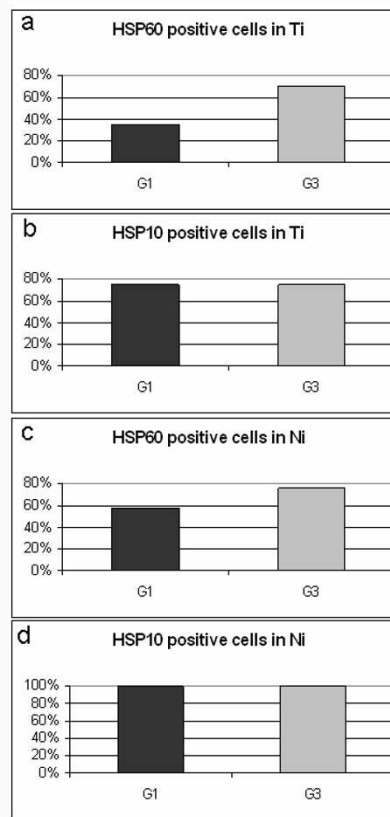 a
HSP60 positive cells in Ti
80%
60%
40%
20%
0%
G1 G3
b
HSP10 positive cells in Ti
80%
60%
40%
20%
0%
G1 G3
c
HSP60 positive cells in Ni
80%
60%
40%
20%
0%
G1 G3
d
HSP10 positive cells in Ni
100%
80%
60%
40%
20%
0%
G1 G3